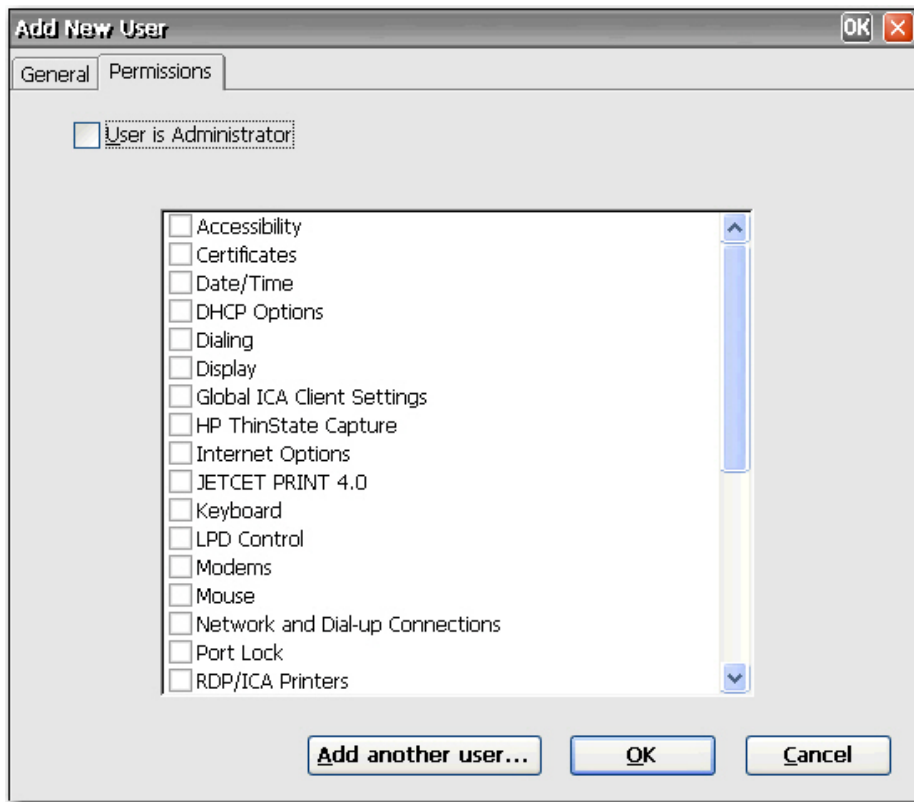 Add New User OK
General Permissions
User is Administrator
Accessibility
Certificates
Date/Time
DHCP Options
Dialing
Display
Global ICA Client Settings
HP ThinState Capture
Internet Options
JETCET PRINT 4.0
Keyboard
LPD Control
Modems
Mouse
Network and Dial-up Connections
Port Lock
RDP/ICA Printers
Add another user... OK Cancel